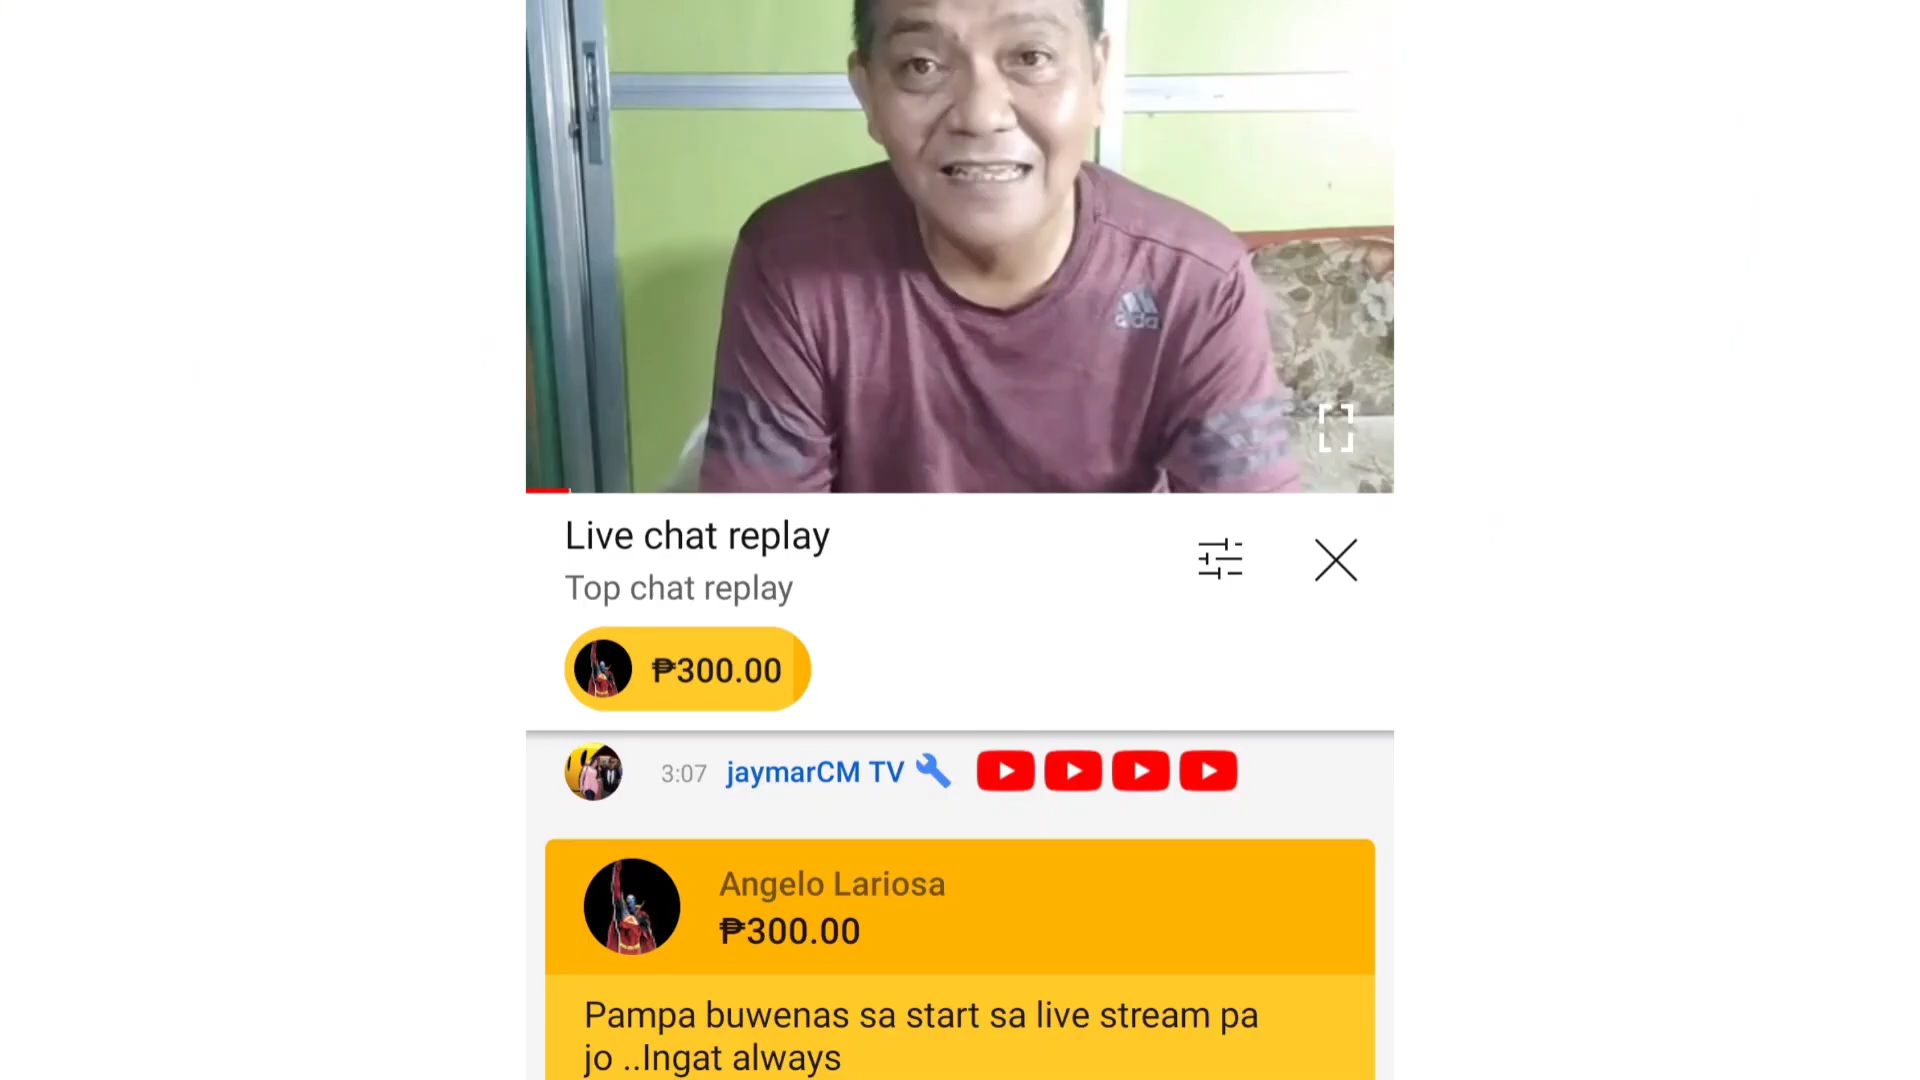 adida
Live chat replay
Top chat replay
₱300.00
3:07 jaymarCM TV
Angelo Lariosa
₱300.00
Pampa buwenas sa start sa live stream pa
jo ..Ingat always